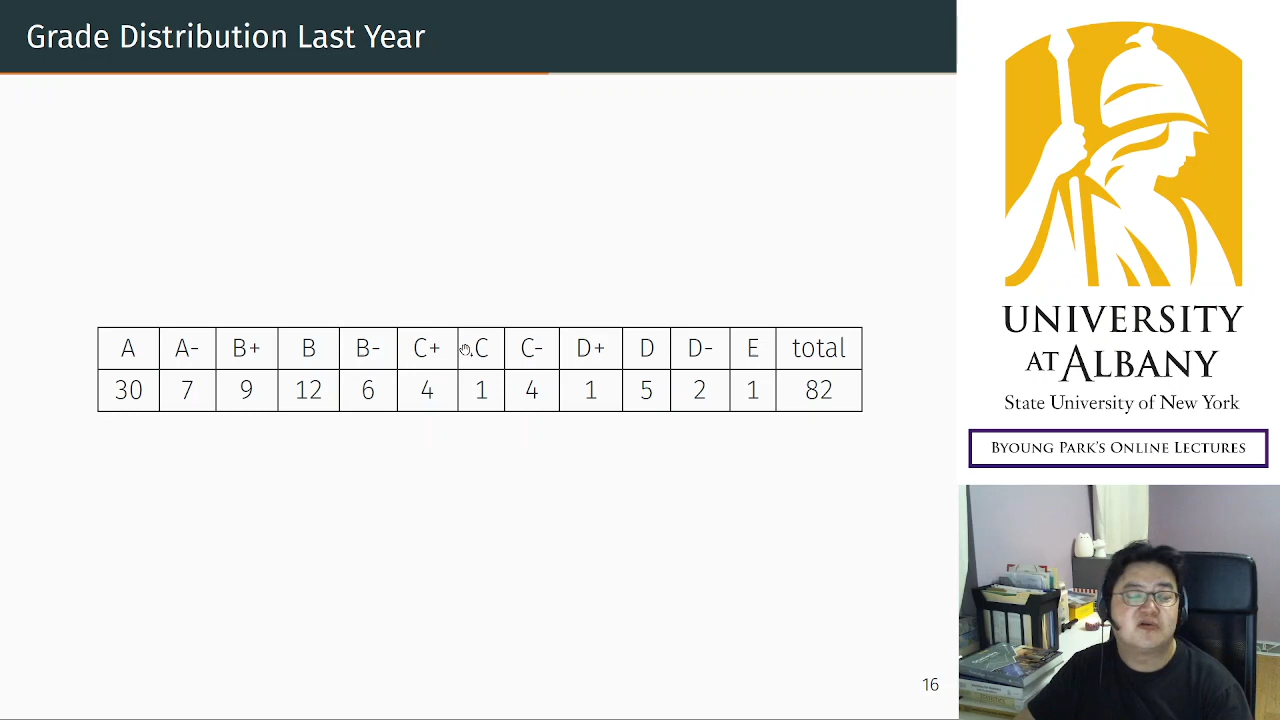 Grade Distribution Last Year
A A- B+ B B- C+ C C- D+ D D- E total
30 7 9 12 6 4 1 4 1 5 2 1 82
16
UNIVERSITY
AT ALBANY
State University of New York
BYOUNG PARK'S ONLINE LECTURES